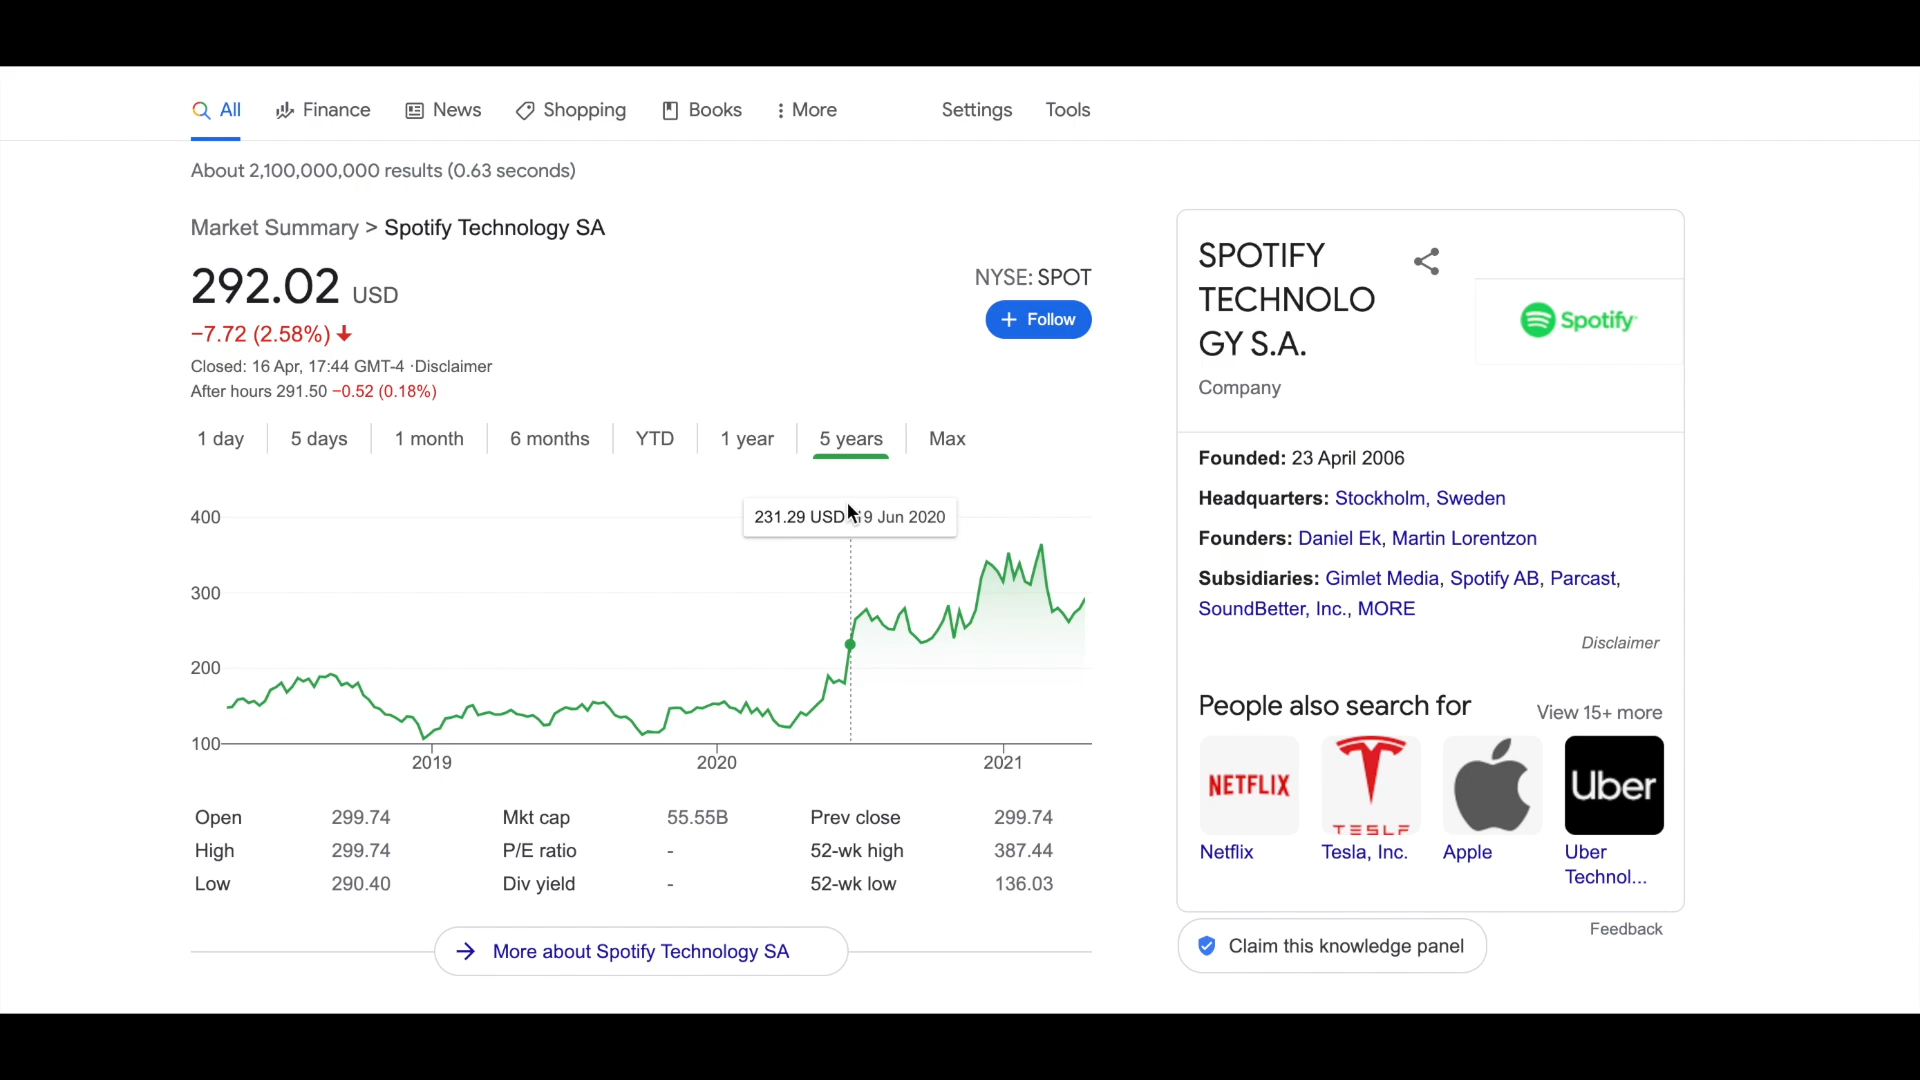 All Finance News Shopping Books More Settings Tools
About 2,100,000,000 results (0.63 seconds)
Market Summary > Spotify Technology SA
292.02 USD
−7.72 (2.58%)
Closed: 16 Apr, 17:44 GMT-4 ·Disclaimer
After hours 291.50 −0.52 (0.18%)
NYSE: SPOT
+ Follow
1 day 5 days 1 month 6 months YTD 1 year 5 years Max
231.29 USD 9 Jun 2020
400
300
200
100
2019 2020 2021
Open 299.74 Mkt cap 55.55B Prev close 299.74
High 299.74 P/E ratio - 52-wk high 387.44
Low 290.40 Div yield - 52-wk low 136.03
More about Spotify Technology SA
SPOTIFY
TECHNOLO
GY S.A.
Company
Spotify
Founded: 23 April 2006
Headquarters: Stockholm, Sweden
Founders: Daniel Ek, Martin Lorentzon
Subsidiaries: Gimlet Media, Spotify AB, Parcast,
SoundBetter, Inc., MORE
Disclaimer
People also search for View 15+ more
NETFLIX TESLA Uber
Netflix Tesla, Inc. Apple Uber
Technol...
Feedback
Claim this knowledge panel